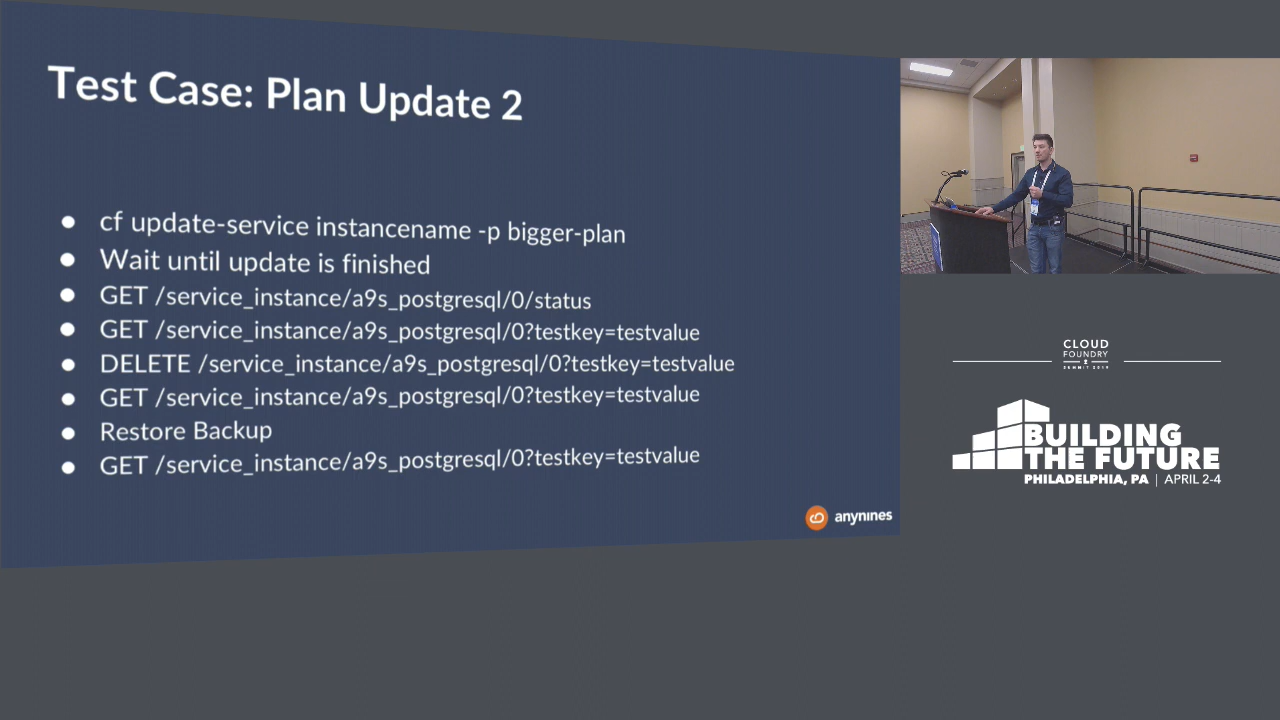 Test Case: Plan Update 2
cf update-service instancename -p bigger-plan
Wait until update is finished
GET /service_instance/a9s_postgresql/0/status
GET /service_instance/a9s_postgresql/0?testkey=testvalue
DELETE /service_instance/a9s_postgresql/0?testkey=testvalue
GET /service_instance/a9s_postgresql/0?testkey=testvalue
Restore Backup
GET /service_instance/a9s_postgresql/0?testkey=testvalue
anynines
CLOUD
FOUNDRY
SUMMIT 2019
BUILDING
THE FUTURE
PHILADELPHIA, PA | APRIL 2-4